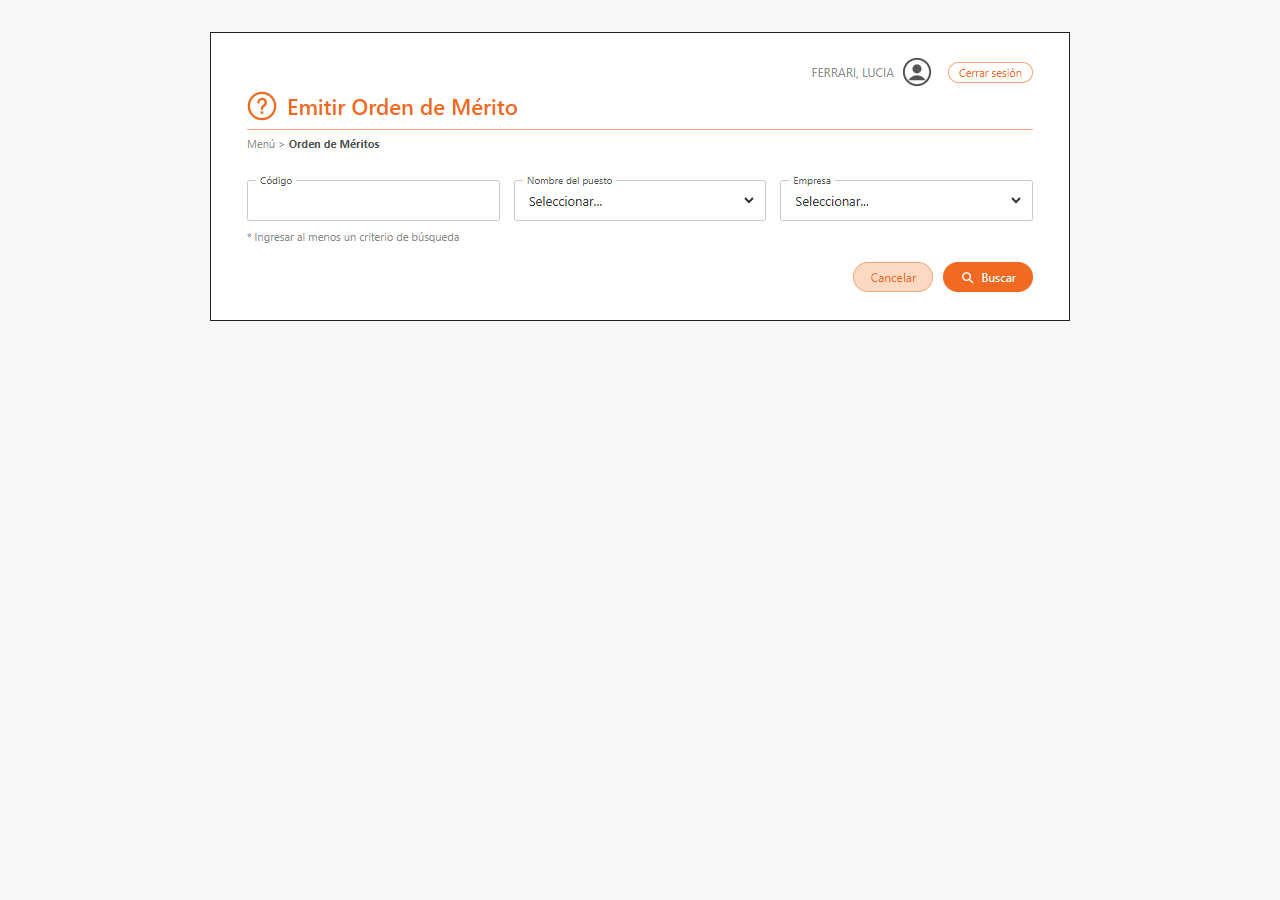 FERRARI, LUCIA Cerrar sesión
Emitir Orden de Mérito
Menú > Orden de Méritos
Código Nombre del puesto Empresa
Seleccionar... Seleccionar...
* Ingresar al menos un criterio de búsqueda
Cancelar Buscar